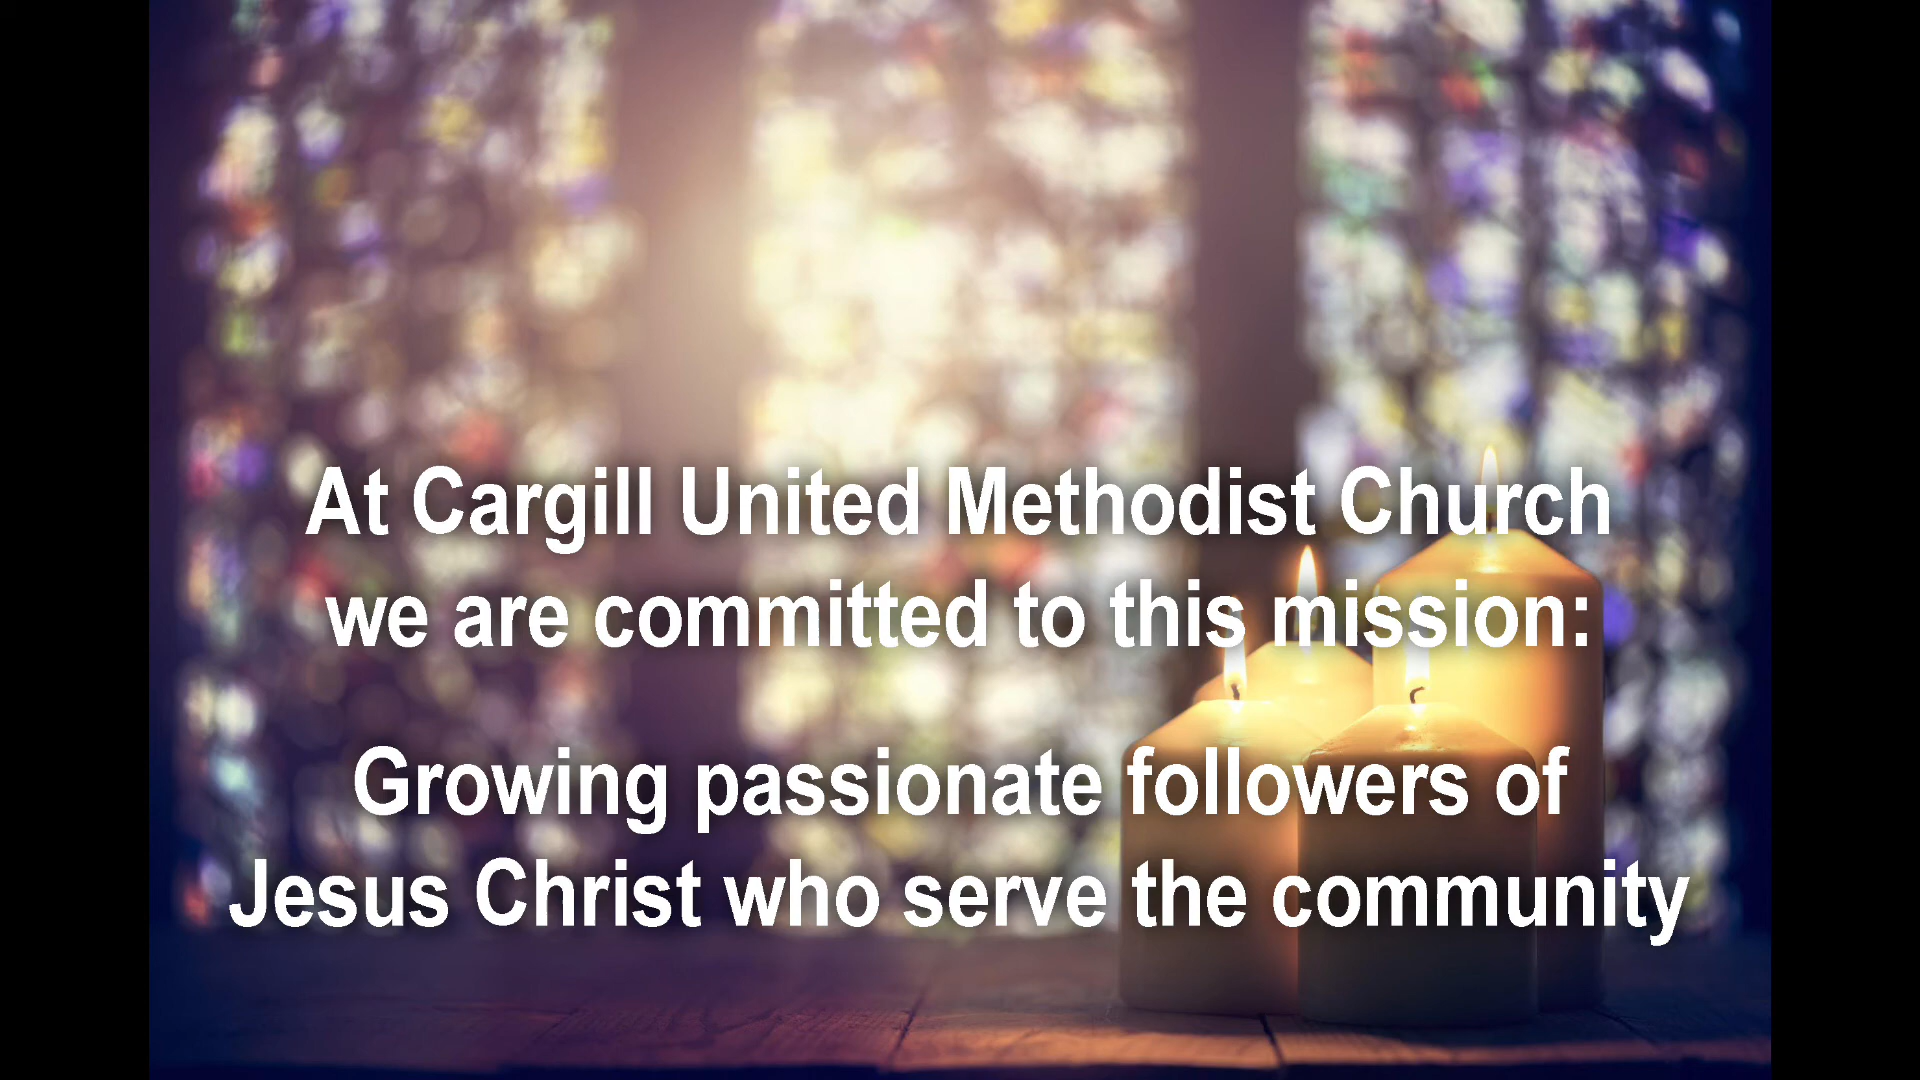 At Cargill United Methodist Church
we are committed to this mission:
Growing passionate followers of
Jesus Christ who serve the community